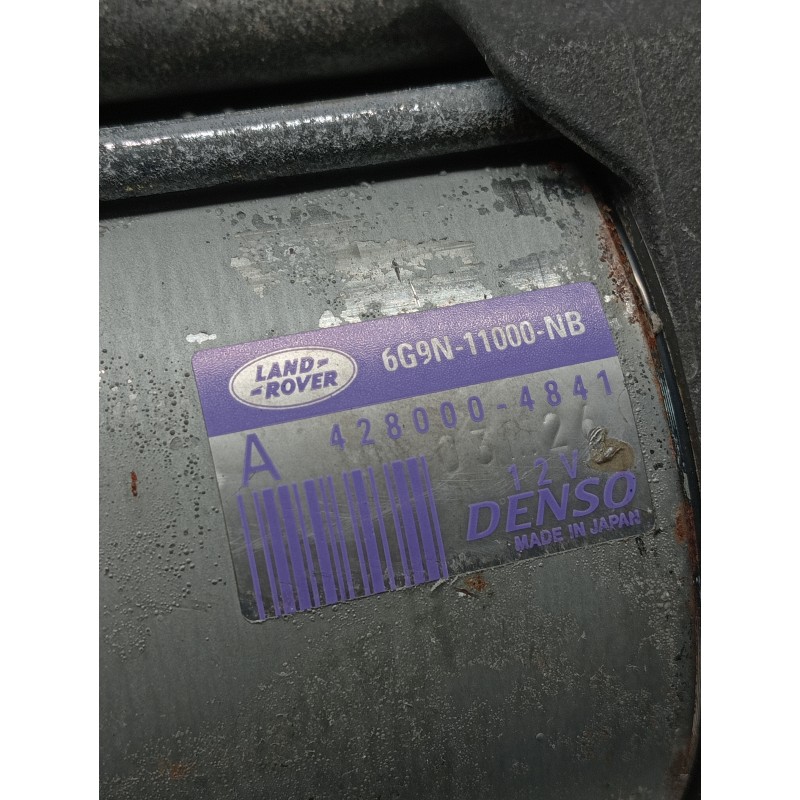 LAND-
-ROVER
6G9N-11000-NB
A 428000-4841
12V
DENSO
MADE IN JAPAN